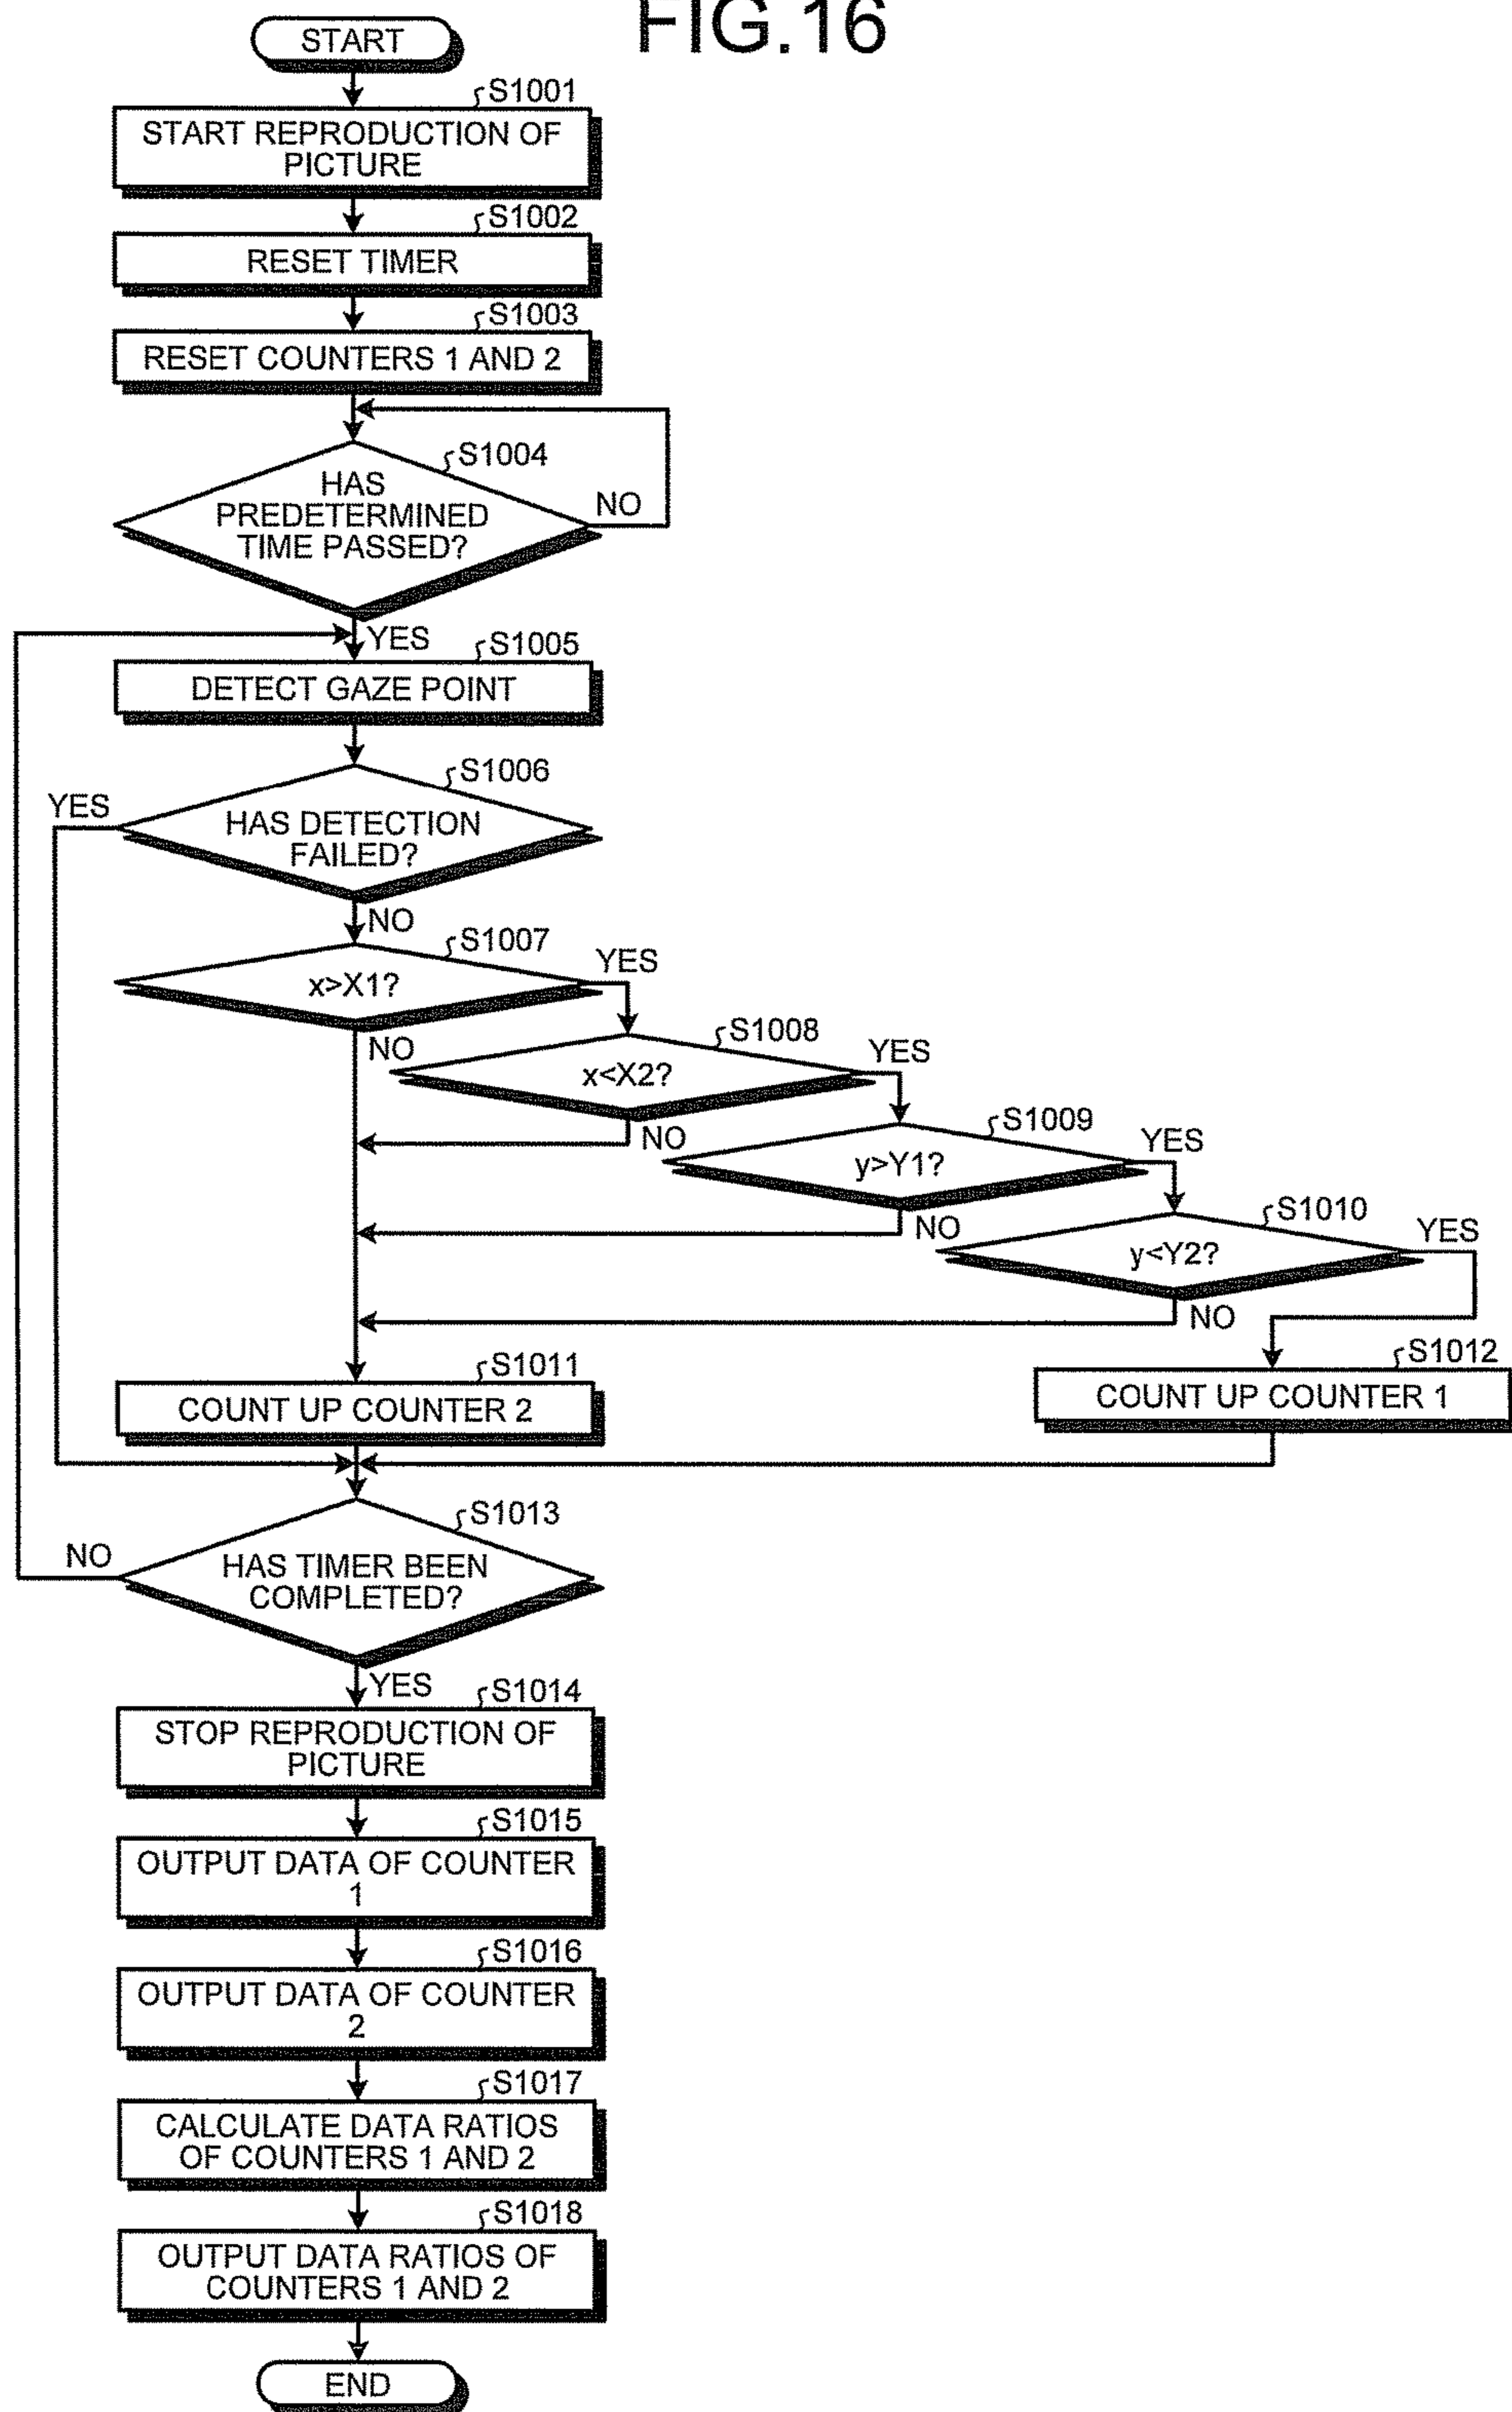 FIG.16
START
S1001
START REPRODUCTION OF
PICTURE
S1002
RESET TIMER
S1003
RESET COUNTERS 1 AND 2
S1004
HAS
PREDETERMINED
TIME PASSED?
NO
YES
S1005
DETECT GAZE POINT
S1006
YES
HAS DETECTION
FAILED?
NO
S1007
YES
x>X1?
NO
S1008
YES
x<X2?
NO
S1009
YES
y>Y1?
NO
S1010
YES
y<Y2?
NO
S1011
COUNT UP COUNTER 2
S1012
COUNT UP COUNTER 1
S1013
NO
HAS TIMER BEEN
COMPLETED?
YES
S1014
STOP REPRODUCTION OF
PICTURE
S1015
OUTPUT DATA OF COUNTER
1
S1016
OUTPUT DATA OF COUNTER
2
S1017
CALCULATE DATA RATIOS
OF COUNTERS 1 AND 2
S1018
OUTPUT DATA RATIOS OF
COUNTERS 1 AND 2
END